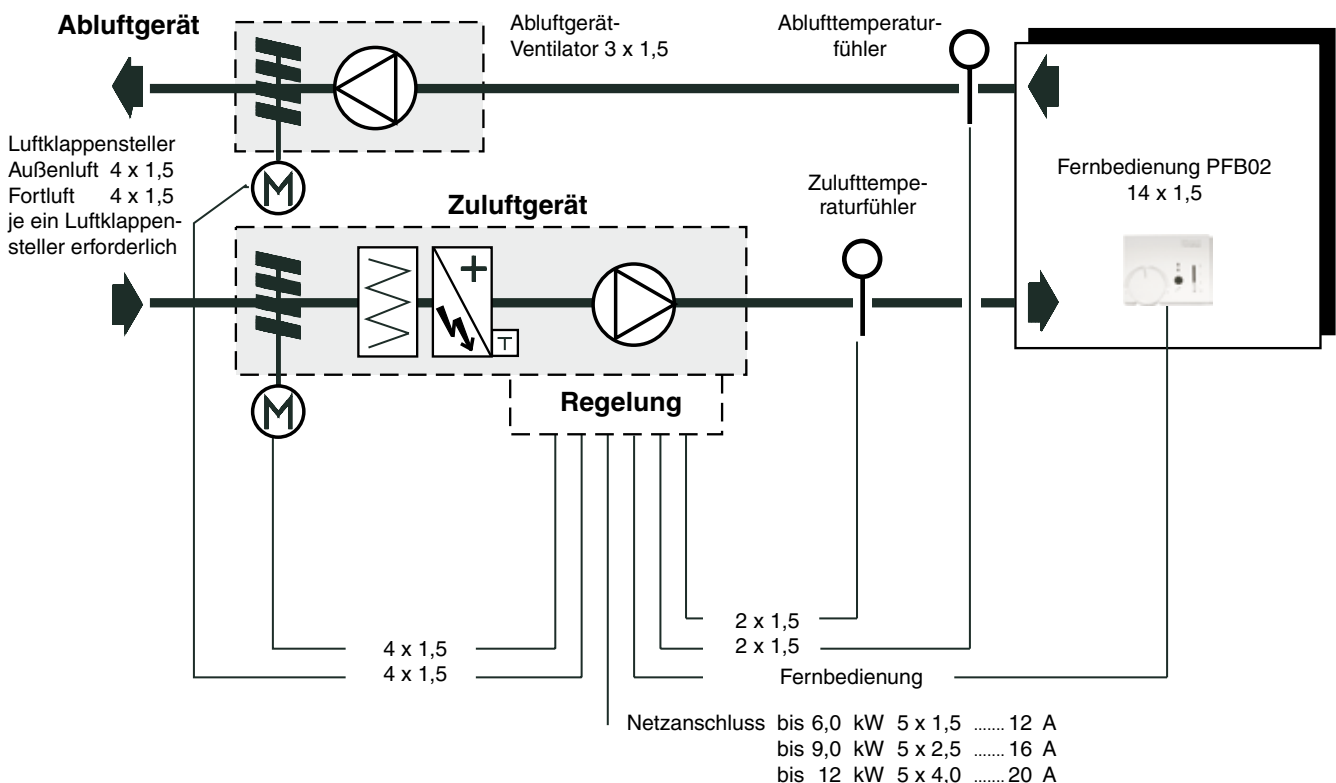 Abluftgerät
Abluftgerät-
Ventilator 3 x 1,5
Ablufttemperatur-
fühler
Luftklappensteller
Außenluft 4 x 1,5
Fortluft 4 x 1,5
je ein Luftklappen-
steller erforderlich
M
Zuluftgerät
Zulufttempe-
raturfühler
Fernbedienung PFB02
14 x 1,5
+
T
M
Regelung
2 x 1,5
2 x 1,5
4 x 1,5
4 x 1,5
Fernbedienung
Netzanschluss bis 6,0 kW 5 x 1,5 ....... 12 A
bis 9,0 kW 5 x 2,5 ....... 16 A
bis 12 kW 5 x 4,0 ....... 20 A